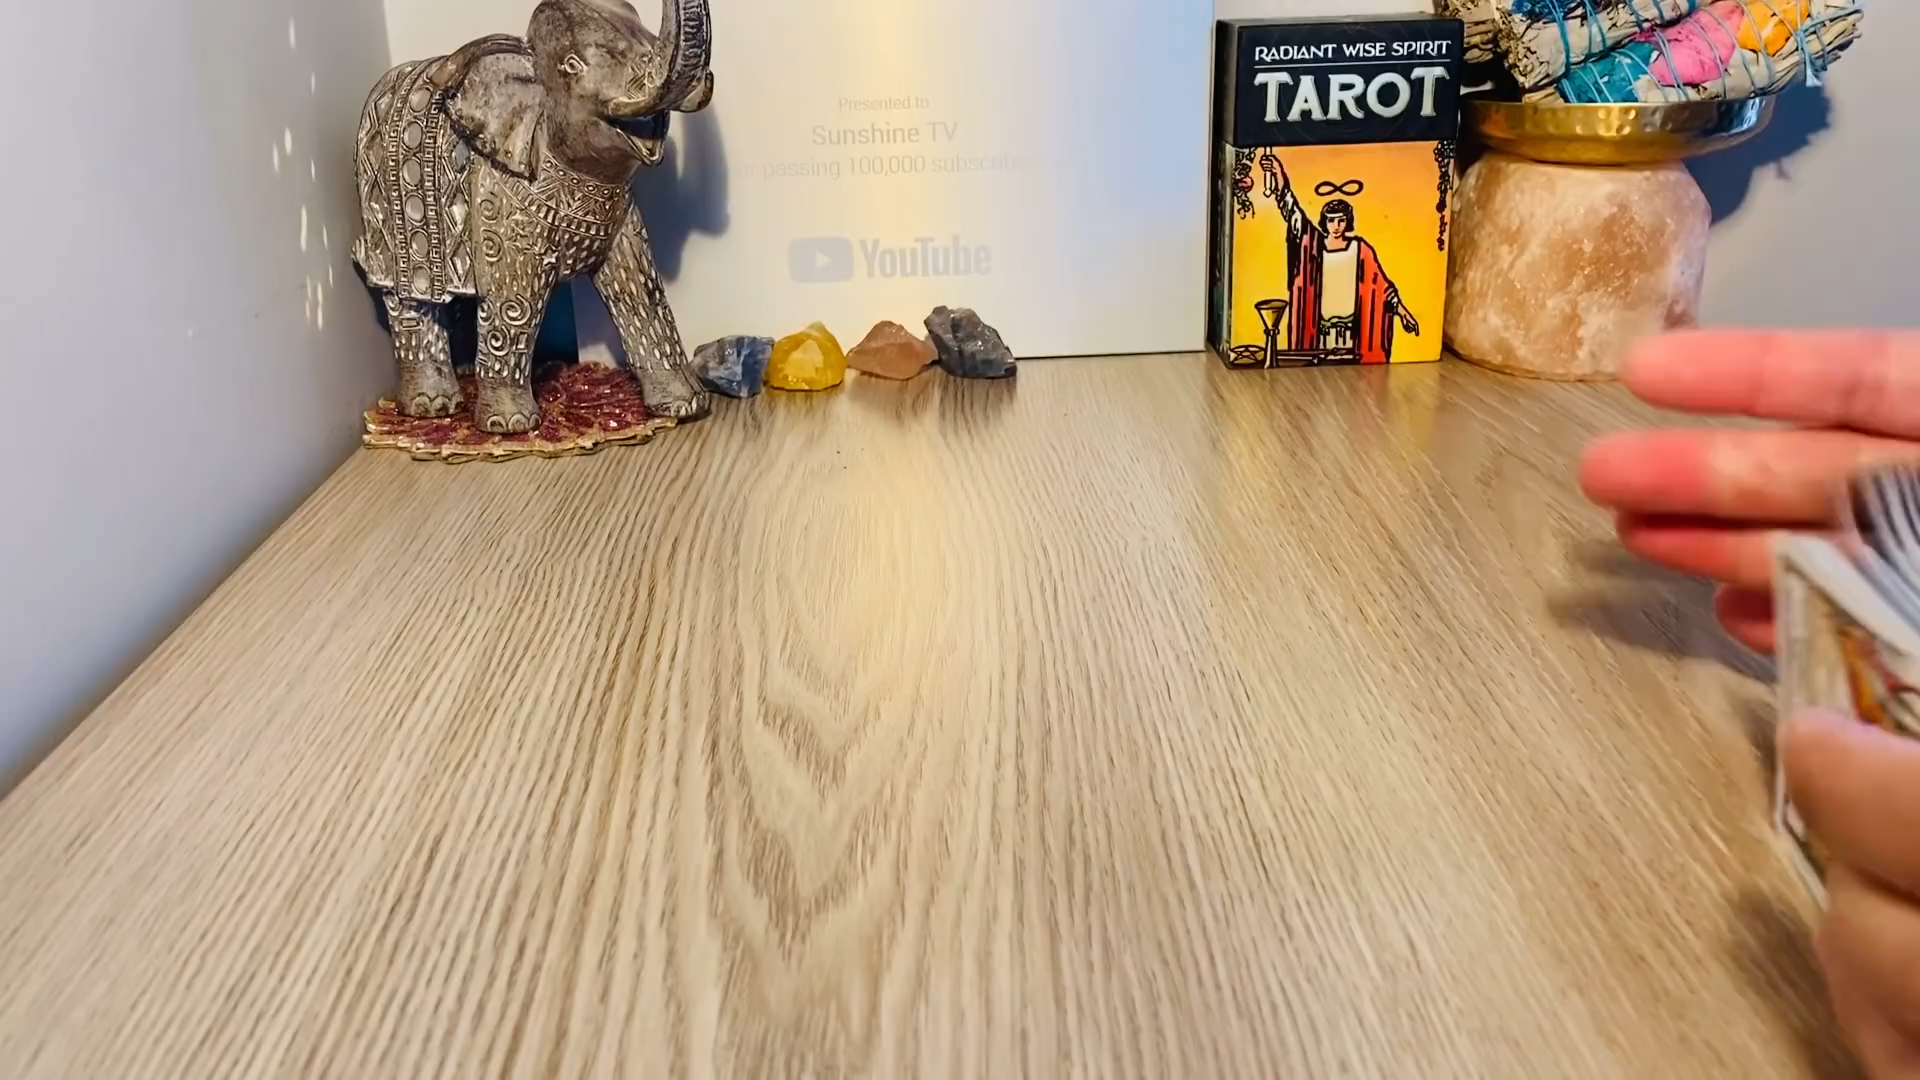 Presented to
Sunshine TV
passing 100,000
YouTube
RADIANT WISE SPIRIT
TAROT